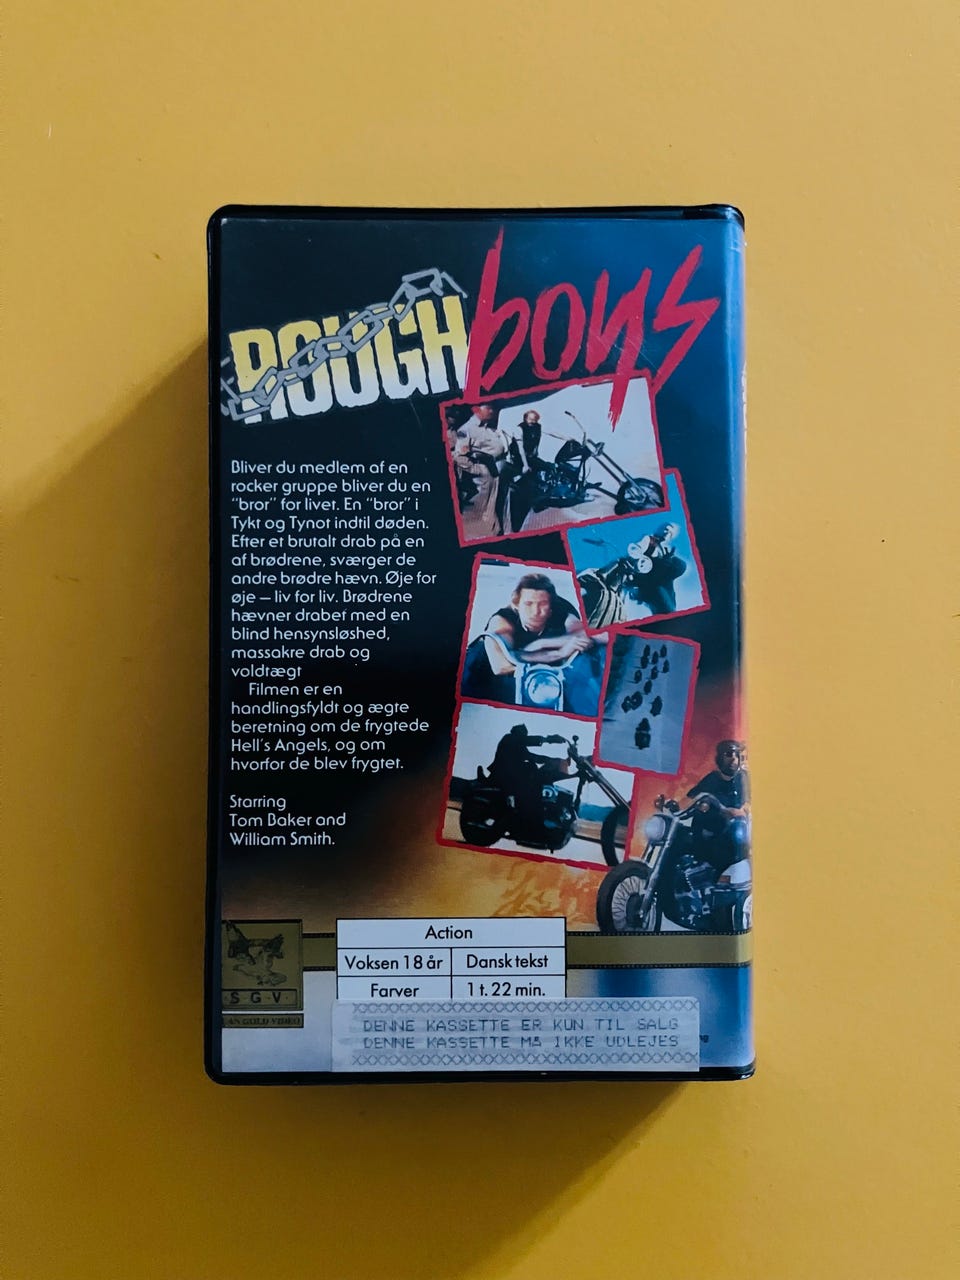 ROUGH boys
Bliver du medlem af en
rocker gruppe bliver du en
"bror" for livet. En "bror" i
Tykt og Tynot indtil døden.
Efter et brutalt drab på en
af brødrene, sværger de
andre brødre hævn. Øje for
øje – liv for liv. Brødrene
hævner drabet med en
blind hensynsløshed,
massakre drab og
voldtægt
Filmen er en
handlingsfyldt og ægte
beretning om de frygtede
Hell's Angels, og om
hvorfor de blev frygtet.
Starring
Tom Baker and
William Smith.
Action
Voksen 18 år Dansk tekst
Farver 1 t. 22 min.
S·G·V·
GOLD VIDEO
DENNE KASSETTE ER KUN TIL SALG
DENNE KASSETTE Må IKKE UDLEJES